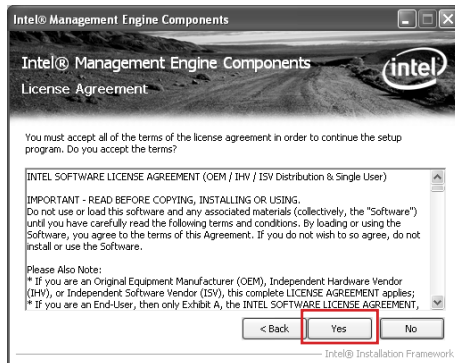 Intel® Management Engine Components
Intel® Management Engine Components
intel
License Agreement
You must accept all of the terms of the license agreement in order to continue the setup
program. Do you accept the terms?
INTEL SOFTWARE LICENSE AGREEMENT (OEM / IHV / ISV Distribution & Single User)
IMPORTANT - READ BEFORE COPYING, INSTALLING OR USING.
Do not use or load this software and any associated materials (collectively, the "Software")
until you have carefully read the following terms and conditions. By loading or using the
Software, you agree to the terms of this Agreement. If you do not wish to so agree, do not
install or use the Software.
Please Also Note:
* If you are an Original Equipment Manufacturer (OEM), Independent Hardware Vendor
(IHV), or Independent Software Vendor (ISV), this complete LICENSE AGREEMENT applies;
* If you are an End-User, then only Exhibit A, the INTEL SOFTWARE LICENSE AGREEMENT,
< Back Yes No
Intel® Installation Framework